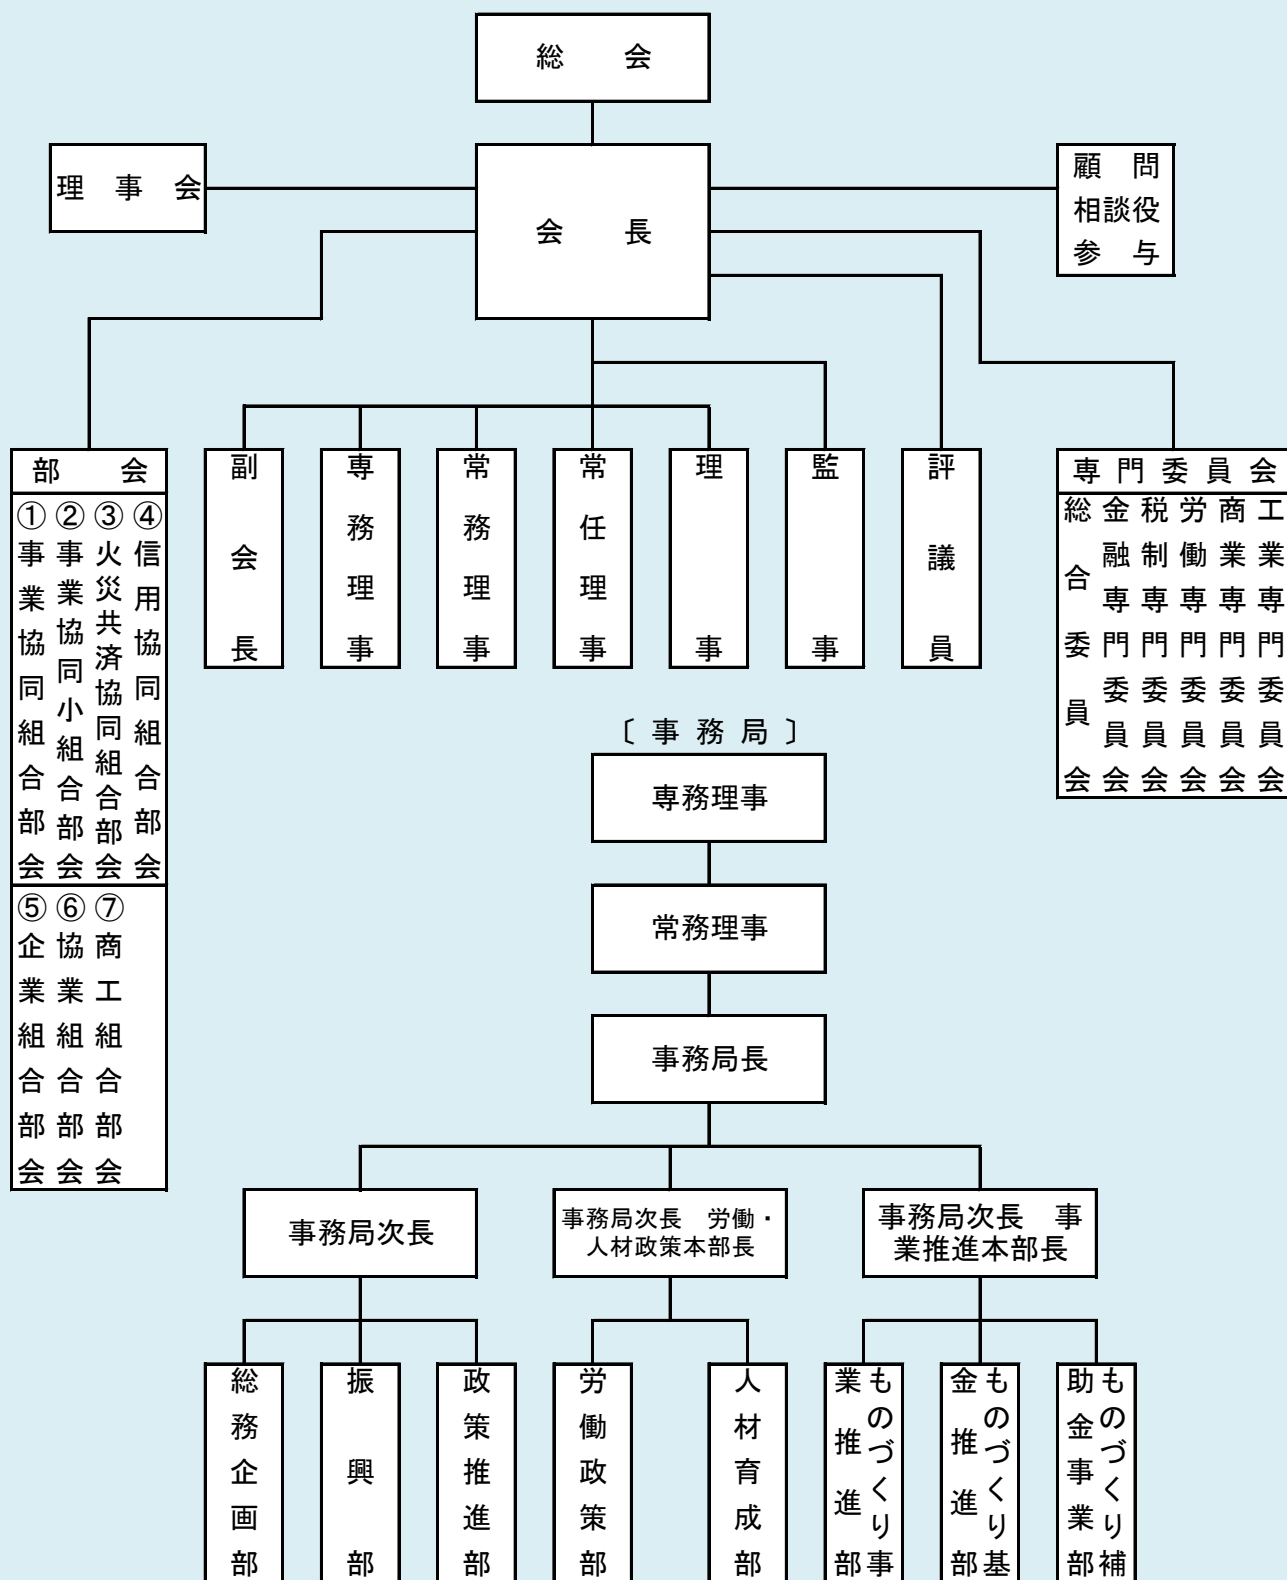 総　会
理　事　会
会　長
顧　問
相談役
参　与
部　会
①事業協同組合部会
②事業協同小組合部会
③火災共済協同組合部会
④信用協同組合部会
⑤企業組合部会
⑥協業組合部会
⑦商工組合部会
副会長
専務理事
常務理事
常任理事
理事
監事
評議員
専門委員会
総合委員会
金融専門委員会
税制専門委員会
労働専門委員会
商業専門委員会
工業専門委員会
〔事務局〕
専務理事
常務理事
事務局長
事務局次長
事務局次長　労働・
人材政策本部長
事務局次長　事
業推進本部長
総務企画部
振興部
政策推進部
労働政策部
人材育成部
ものづくり事
業推進部
ものづくり基
金推進部
ものづくり補
助金事業部